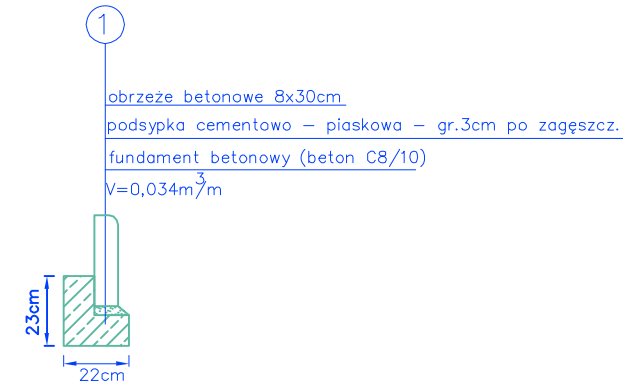 1
obrzeże betonowe 8x30cm
podsypka cementowo – piaskowa – gr.3cm po zagęszcz.
fundament betonowy (beton C8/10)
V=0,034m³/m
23cm
22cm